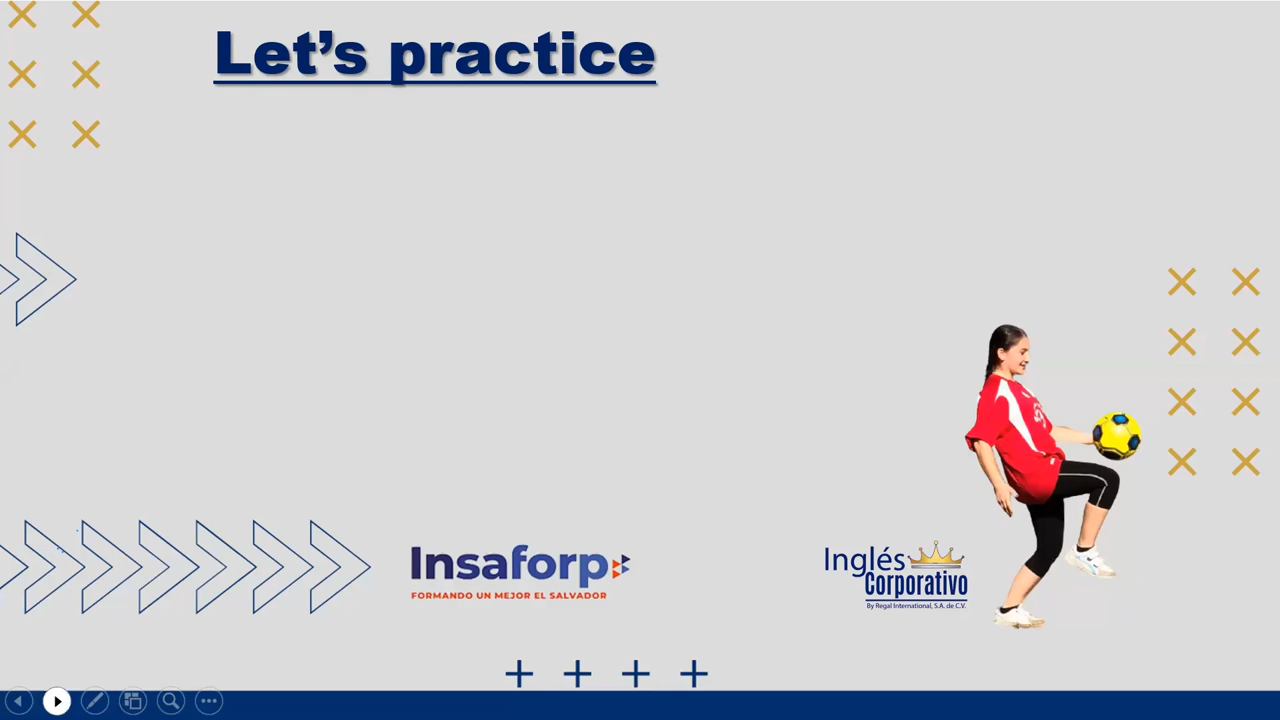 Let's practice
Insaforp
FORMANDO UN MEJOR EL SALVADOR
Inglés
Corporativo
By Regal International, S.A. de C.V.